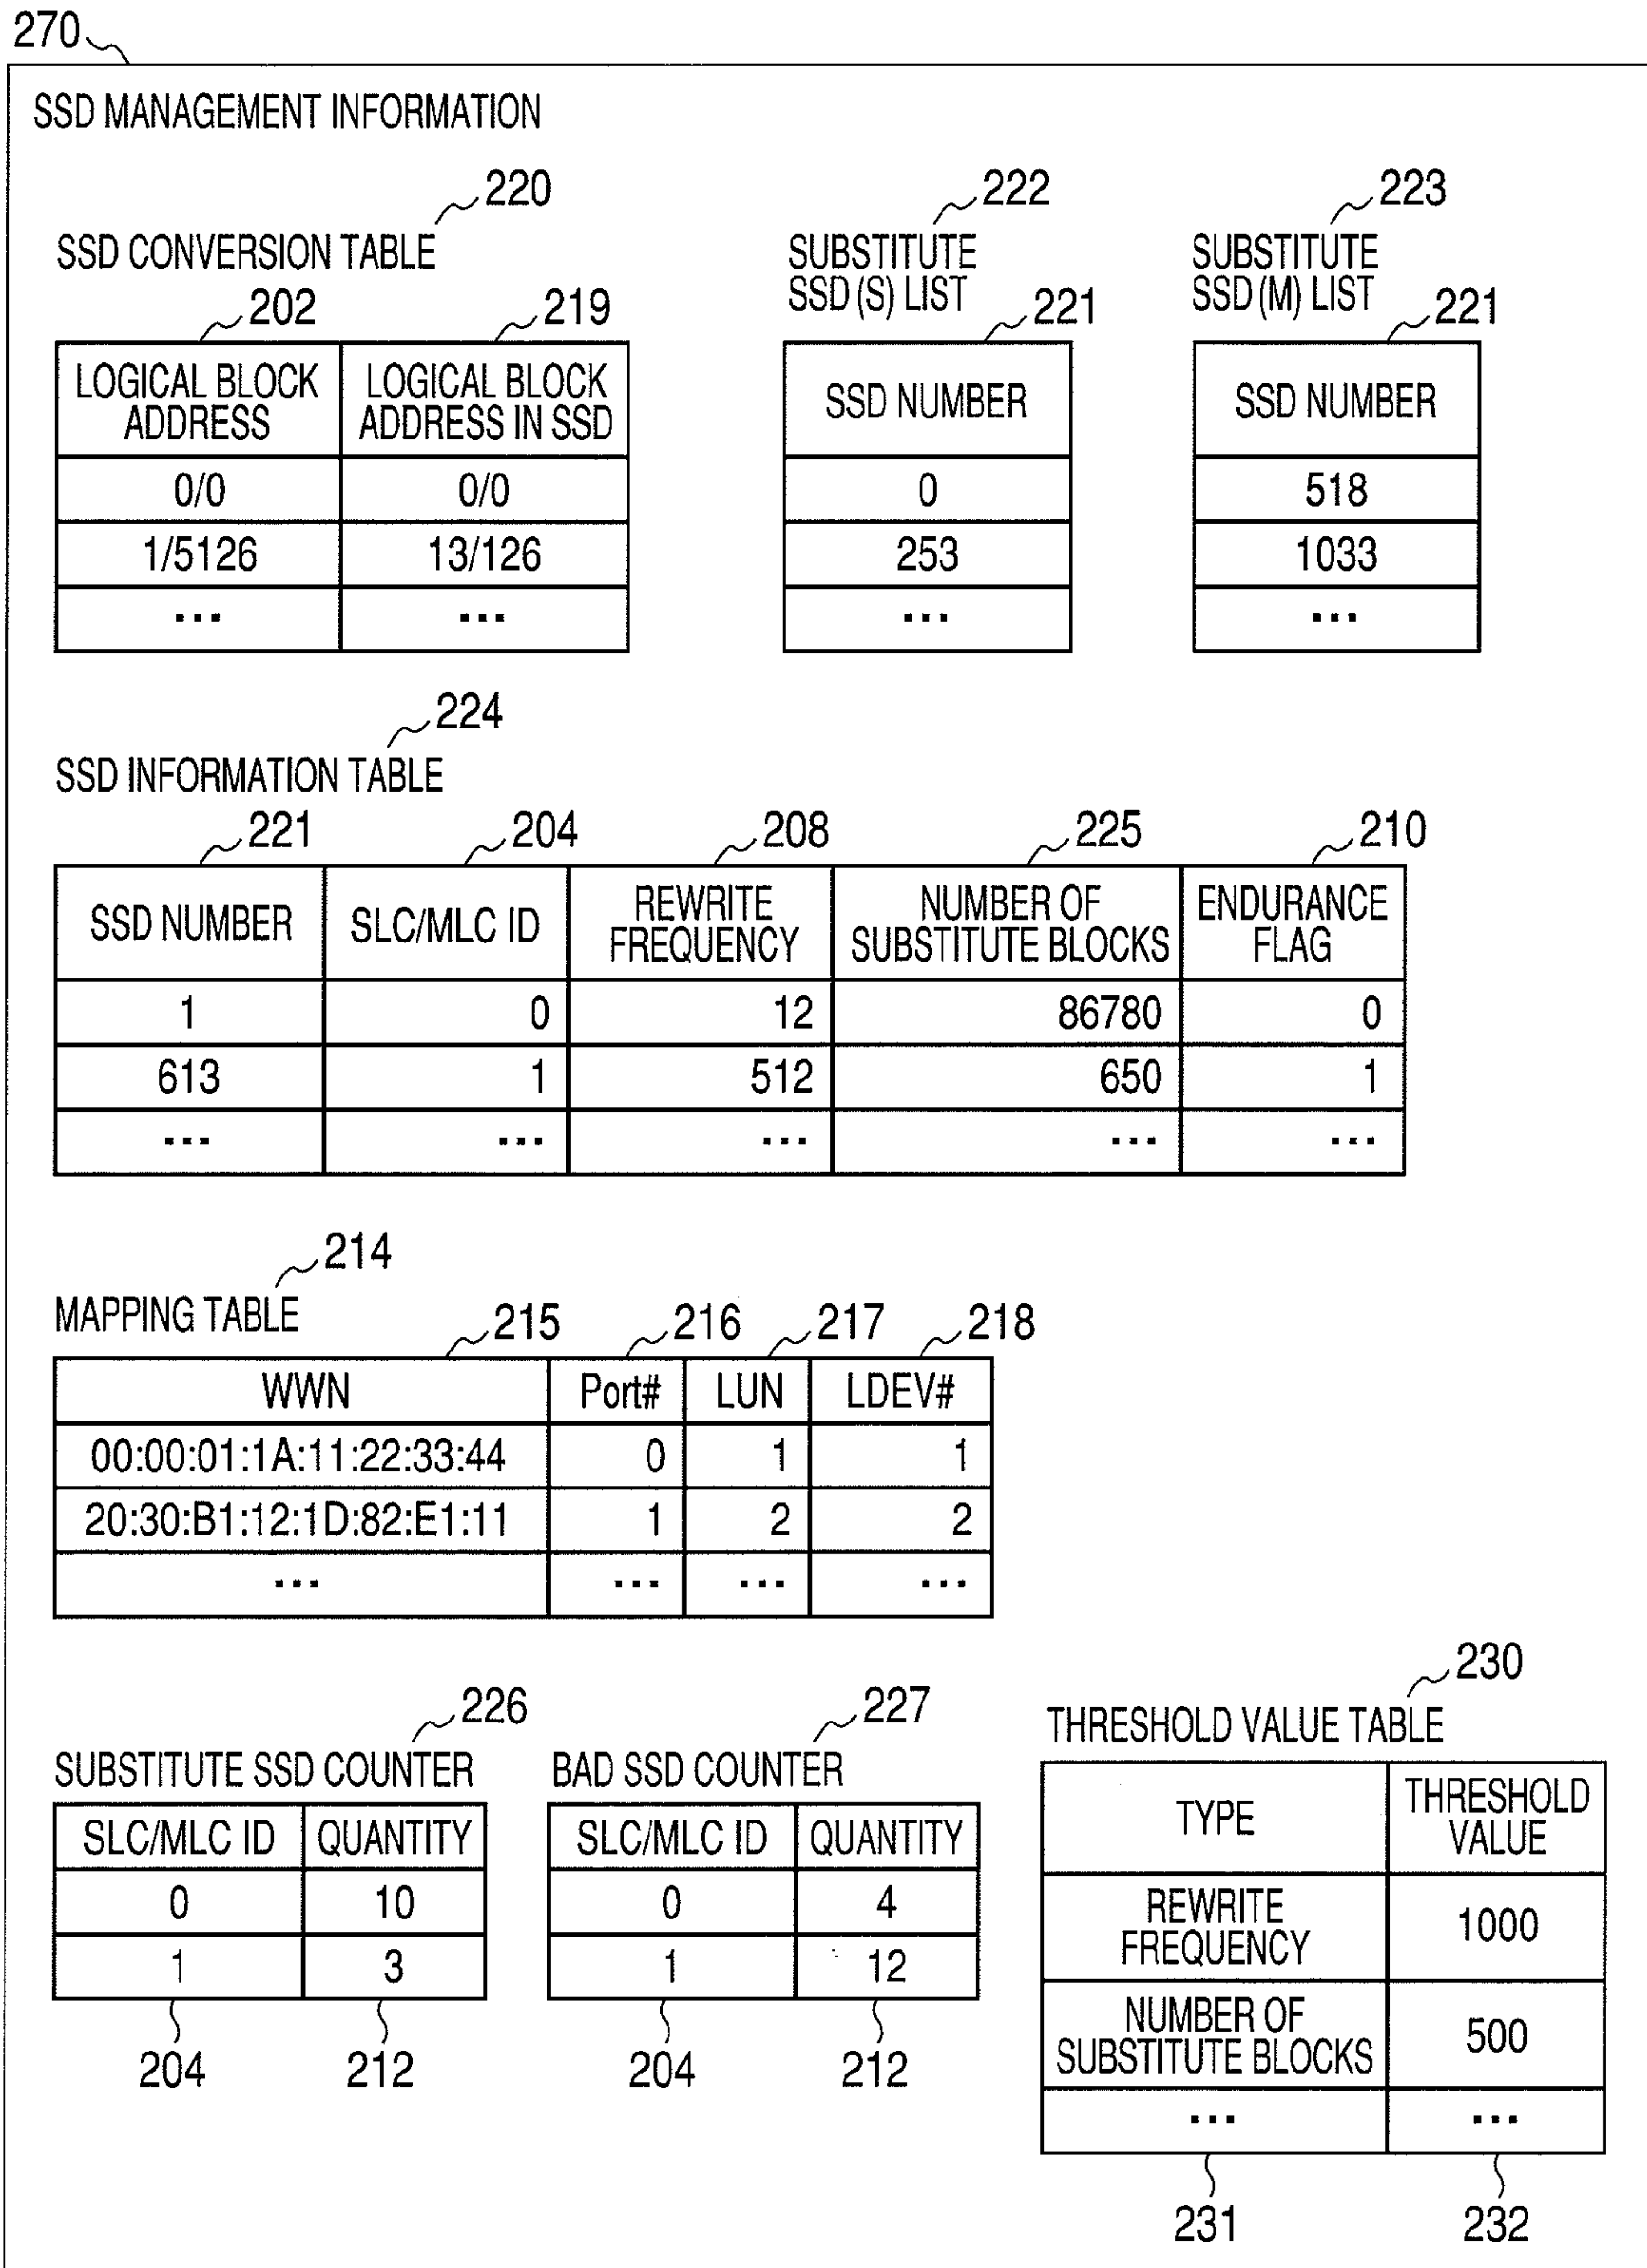 270
SSD MANAGEMENT INFORMATION
220
SSD CONVERSION TABLE
202
219
LOGICAL BLOCK ADDRESS
LOGICAL BLOCK ADDRESS IN SSD
0/0
0/0
1/5126
13/126
...
...
222
SUBSTITUTE
SSD (S) LIST
221
SSD NUMBER
0
253
...
223
SUBSTITUTE
SSD (M) LIST
221
SSD NUMBER
518
1033
...
224
SSD INFORMATION TABLE
221
204
208
225
210
SSD NUMBER
SLC/MLC ID
REWRITE
FREQUENCY
NUMBER OF
SUBSTITUTE BLOCKS
ENDURANCE
FLAG
1
0
12
86780
0
613
1
512
650
1
...
...
...
...
...
214
MAPPING TABLE
215
216
217
218
WWN
Port#
LUN
LDEV#
00:00:01:1A:11:22:33:44
0
1
1
20:30:B1:12:1D:82:E1:11
1
2
2
...
...
...
...
226
SUBSTITUTE SSD COUNTER
SLC/MLC ID
QUANTITY
0
10
1
3
204
212
227
BAD SSD COUNTER
SLC/MLC ID
QUANTITY
0
4
1
12
204
212
230
THRESHOLD VALUE TABLE
TYPE
THRESHOLD
VALUE
REWRITE
FREQUENCY
1000
NUMBER OF
SUBSTITUTE BLOCKS
500
...
...
231
232